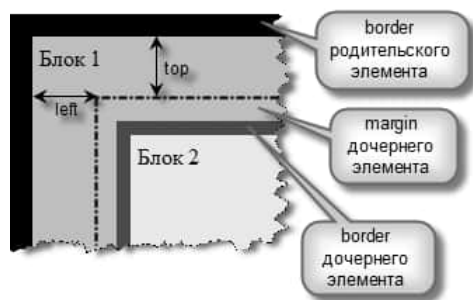 border
родительского
элемента
Блок 1
top
left
margin
дочернего
элемента
Блок 2
border
дочернего
элемента